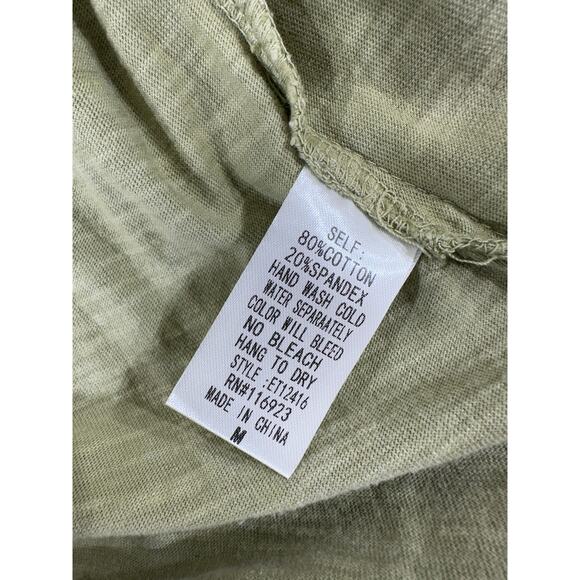 SELF:
80%COTTON
20%SPANDEX
HAND WASH COLD
WATER SEPARAATELY
COLOR WILL BLEED
NO BLEACH
HANG TO DRY
STYLE :ET12416
RN#116923
MADE IN CHINA
M